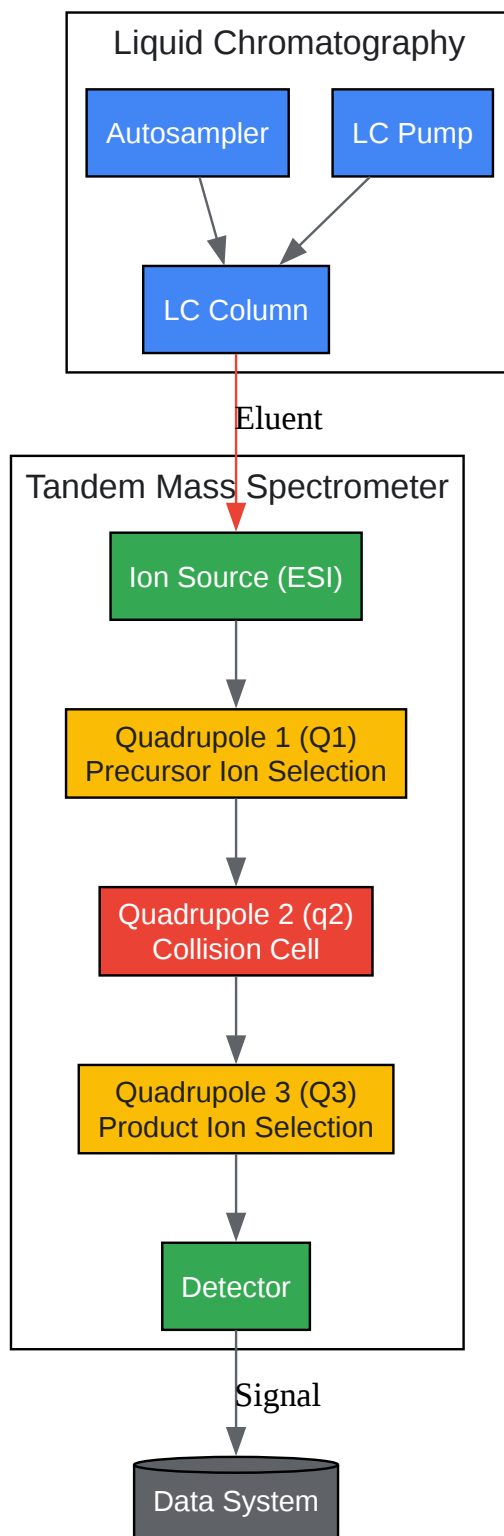 Liquid Chromatography
Autosampler
LC Pump
LC Column
Eluent
Tandem Mass Spectrometer
Ion Source (ESI)
Quadrupole 1 (Q1)
Precursor Ion Selection
Quadrupole 2 (q2)
Collision Cell
Quadrupole 3 (Q3)
Product Ion Selection
Detector
Signal
Data System